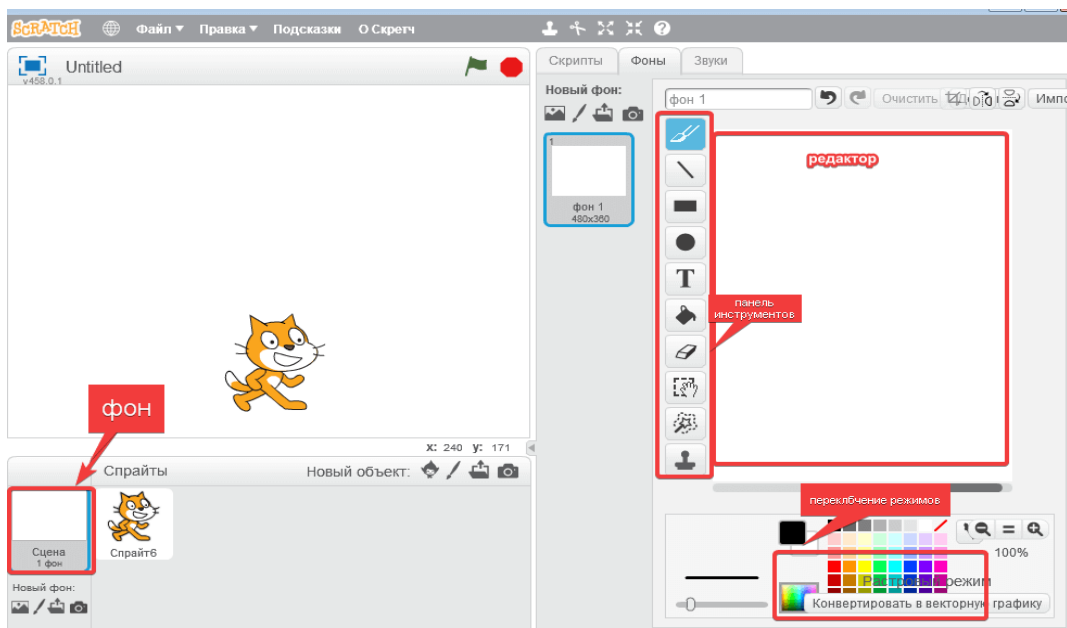 SCRATCH Файл Правка Подсказки О Скретч
Untitled
v458.0.1
Скрипты Фоны Звуки
Новый фон:
фон 1
Очистить
Импо
1
фон 1
480x360
редактор
T
панель
инструментов
фон
x: 240 y: 171
Спрайты
Новый объект:
Сцена
1 фон
Спрайт6
Новый фон:
переклбчение режимов
100%
Растровый режим
Конвертировать в векторную графику